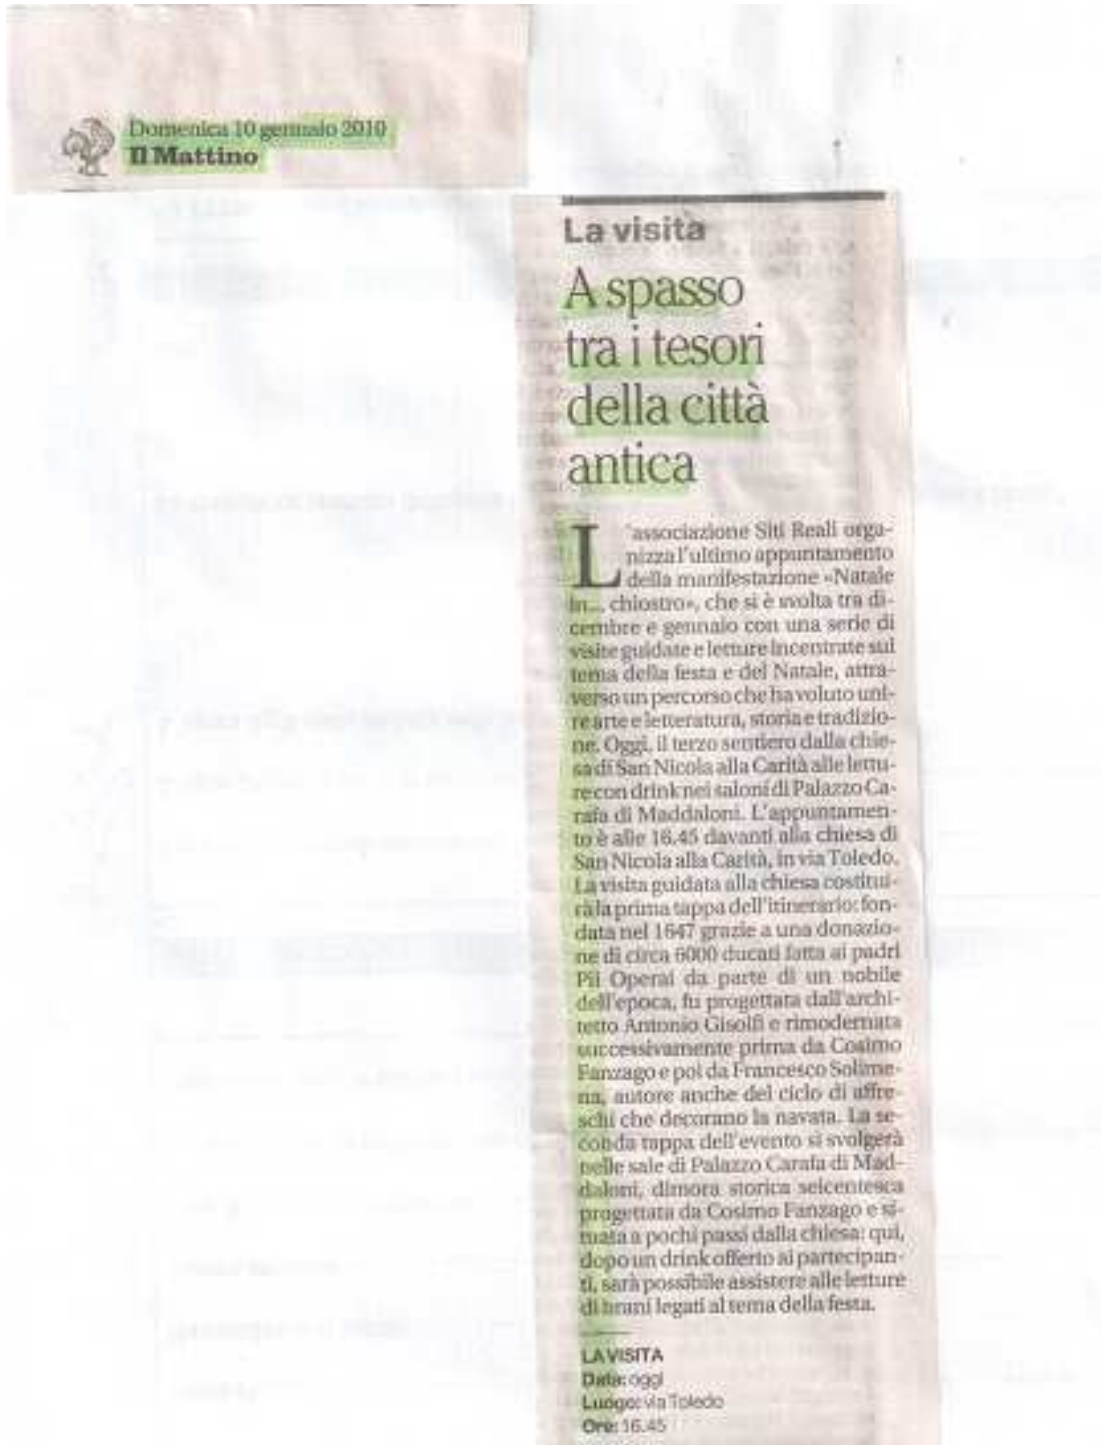 Domenica 10 gennaio 2010
Il Mattino
La visita
A spasso
tra i tesori
della città
antica
L'associazione Siti Reali orga-
nizza l'ultimo appuntamento
della manifestazione «Natale
in... chiostro», che si è svolta tra di-
cembre e gennaio con una serie di
visite guidate e letture incentrate sul
tema della festa e del Natale, attra-
verso un percorso che ha voluto uni-
re arte e letteratura, storia e tradizio-
ne. Oggi, il terzo sentiero dalla chie-
sa di San Nicola alla Carità alle lettu-
re con drink nei saloni di Palazzo Ca-
rafa di Maddaloni. L'appuntamen-
to è alle 16.45 davanti alla chiesa di
San Nicola alla Carità, in via Toledo.
La visita guidata alla chiesa costitui-
rà la prima tappa dell'itinerario: fon-
data nel 1647 grazie a una donazio-
ne di circa 6000 ducati fatta ai padri
Pii Operai da parte di un nobile
dell'epoca, fu progettata dall'archi-
tetto Antonio Gisolfi e rimodernata
successivamente prima da Cosimo
Fanzago e poi da Francesco Solime-
na, autore anche del ciclo di affre-
schi che decorano la navata. La se-
conda tappa dell'evento si svolgerà
nelle sale di Palazzo Carafa di Mad-
daloni, dimora storica seicentesca
progettata da Cosimo Fanzago e si-
tuata a pochi passi dalla chiesa: qui,
dopo un drink offerto ai partecipan-
ti, sarà possibile assistere alle letture
di brani legati al tema della festa.
LA VISITA
Data: oggi
Luogo: via Toledo
Ore: 16.45